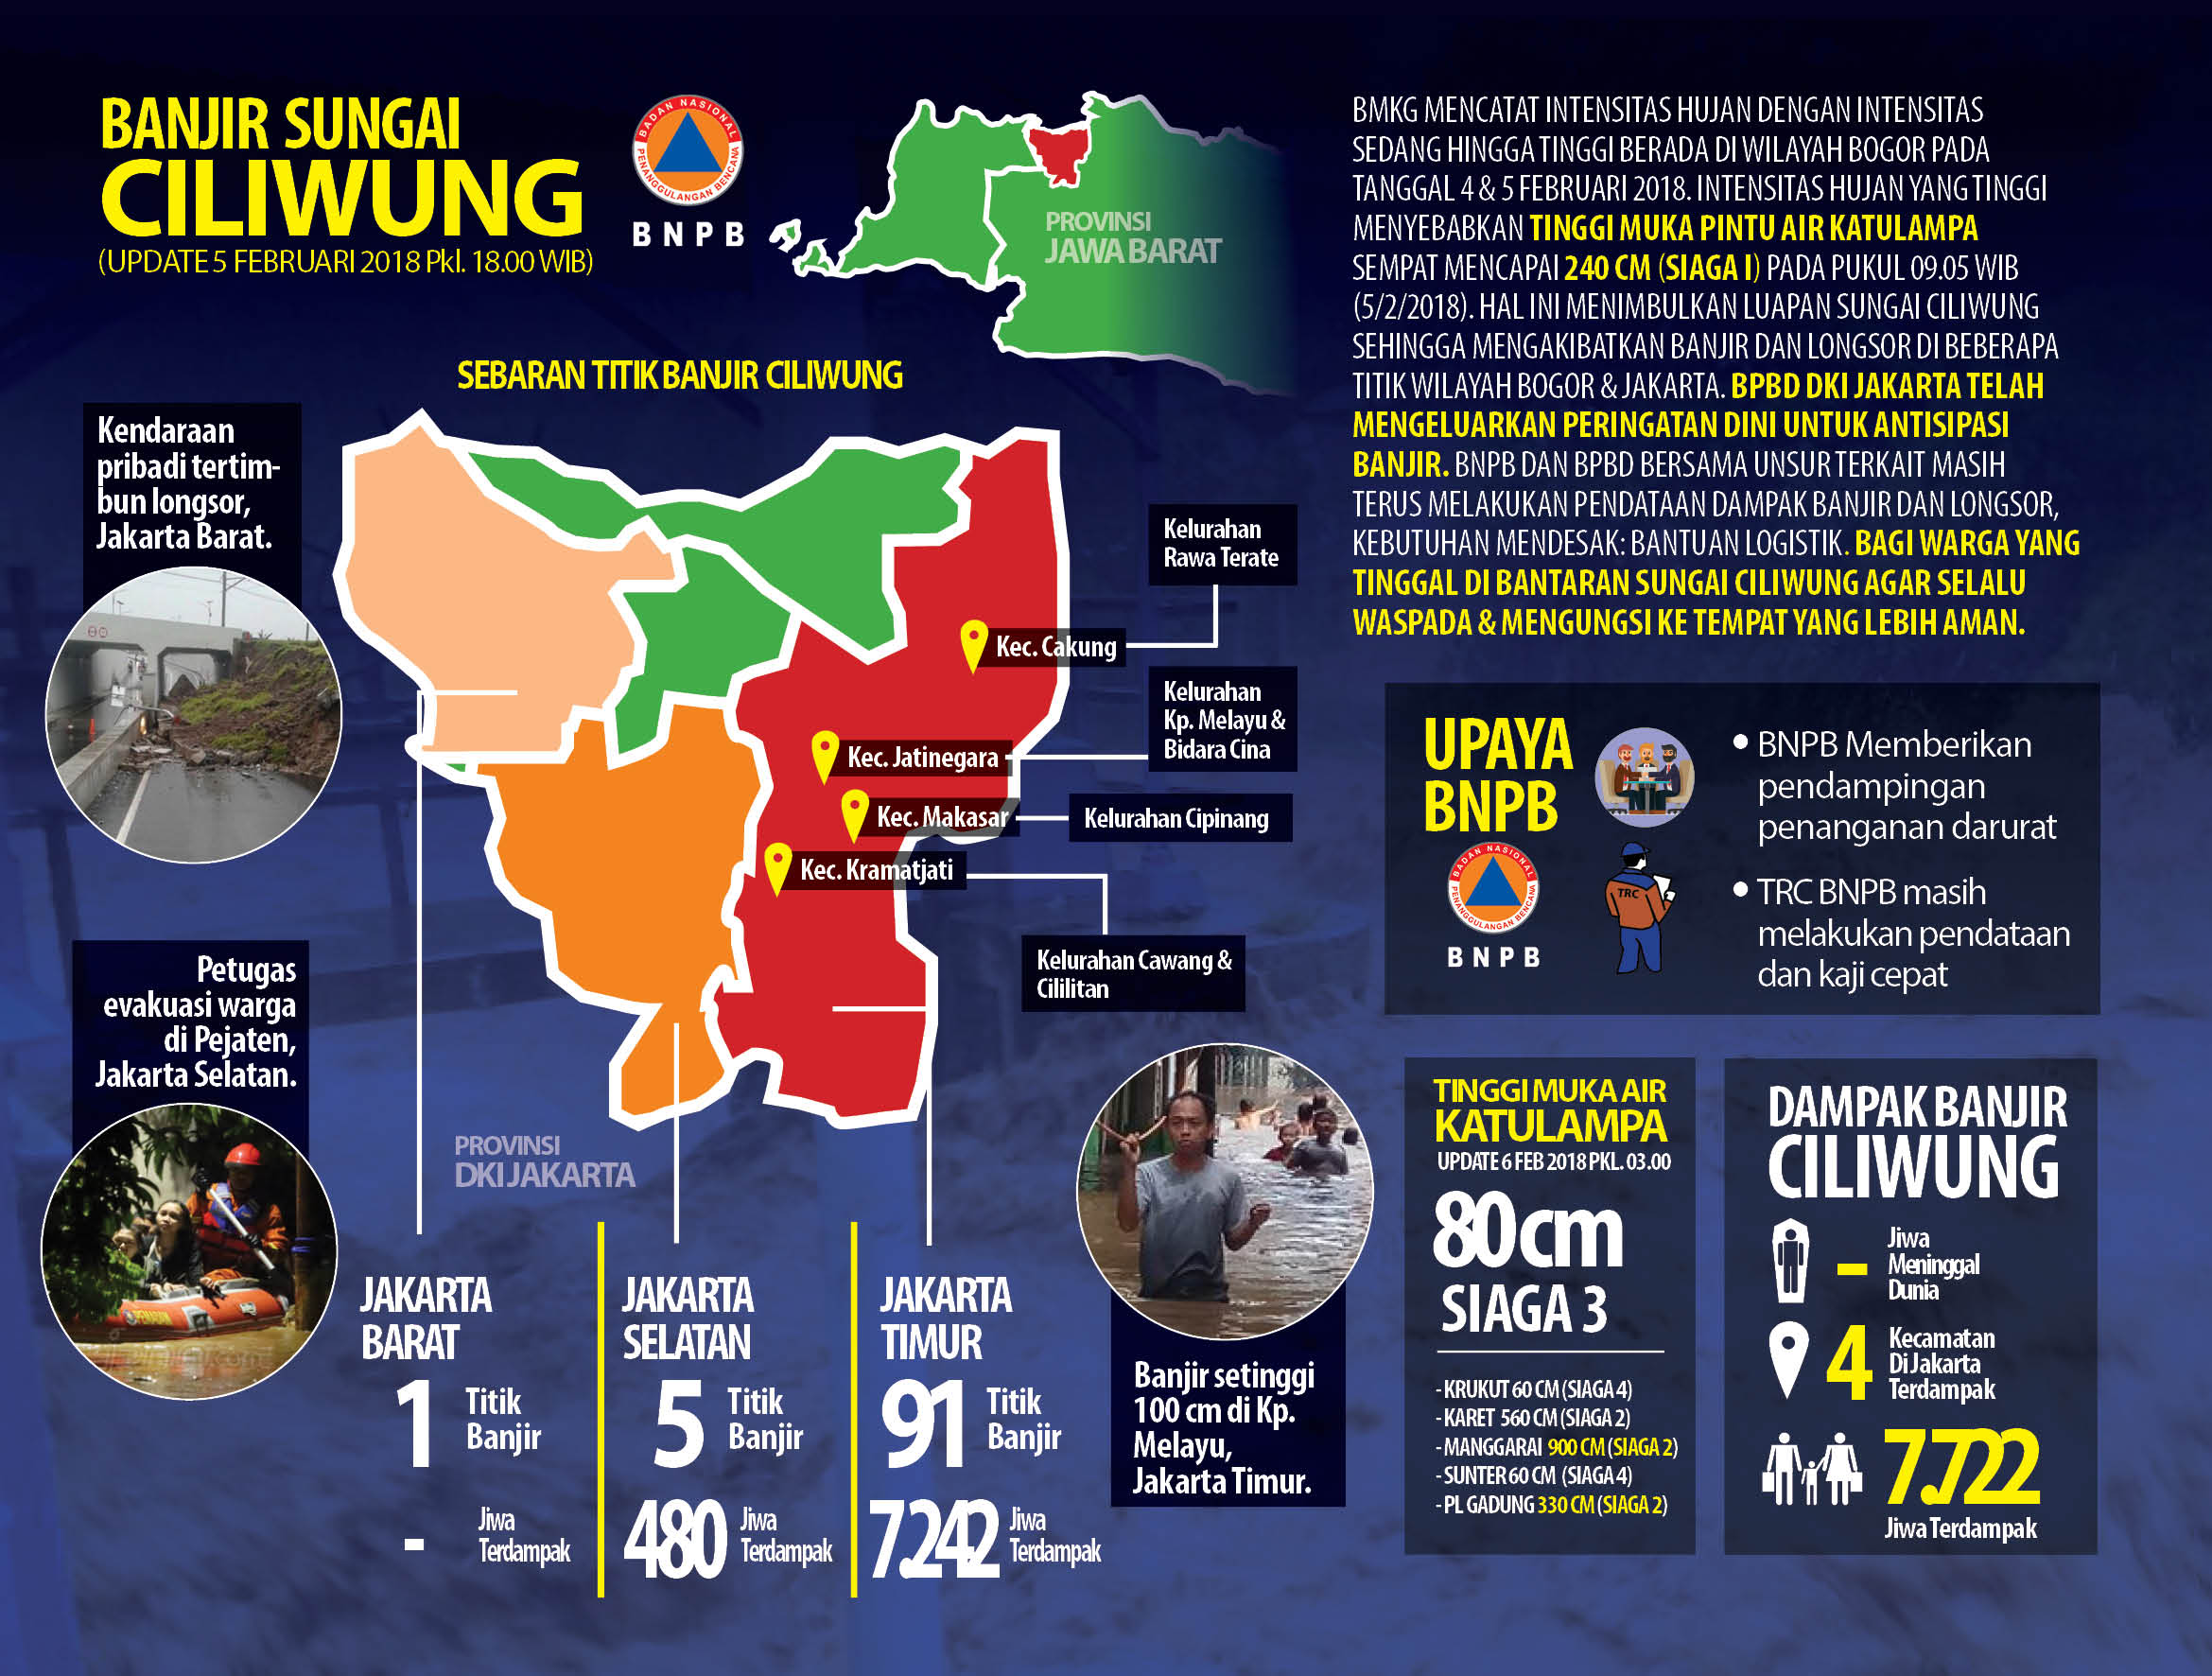 BANJIR SUNGAI
CILIWUNG
(UPDATE 5 FEBRUARI 2018 Pkl. 18.00 WIB)
BADAN NASIONAL
PENANGGULANGAN BENCANA
BNPB
PROVINSI
JAWA BARAT
BMKG MENCATAT INTENSITAS HUJAN DENGAN INTENSITAS
SEDANG HINGGA TINGGI BERADA DI WILAYAH BOGOR PADA
TANGGAL 4 & 5 FEBRUARI 2018. INTENSITAS HUJAN YANG TINGGI
MENYEBABKAN TINGGI MUKA PINTU AIR KATULAMPA
SEMPAT MENCAPAI 240 CM (SIAGA I) PADA PUKUL 09.05 WIB
(5/2/2018). HAL INI MENIMBULKAN LUAPAN SUNGAI CILIWUNG
SEHINGGA MENGAKIBATKAN BANJIR DAN LONGSOR DI BEBERAPA
TITIK WILAYAH BOGOR & JAKARTA. BPBD DKI JAKARTA TELAH
MENGELUARKAN PERINGATAN DINI UNTUK ANTISIPASI
BANJIR. BNPB DAN BPBD BERSAMA UNSUR TERKAIT MASIH
TERUS MELAKUKAN PENDATAAN DAMPAK BANJIR DAN LONGSOR,
KEBUTUHAN MENDESAK: BANTUAN LOGISTIK. BAGI WARGA YANG
TINGGAL DI BANTARAN SUNGAI CILIWUNG AGAR SELALU
WASPADA & MENGUNGSI KE TEMPAT YANG LEBIH AMAN.
SEBARAN TITIK BANJIR CILIWUNG
Kendaraan
pribadi tertim-
bun longsor,
Jakarta Barat.
Kelurahan
Rawa Terate
Kec. Cakung
Kelurahan
Kp. Melayu &
Bidara Cina
Kec. Jatinegara
Kec. Makasar
Kelurahan Cipinang
Kec. Kramatjati
Kelurahan Cawang &
Cililitan
Petugas
evakuasi warga
di Pejaten,
Jakarta Selatan.
PROVINSI
DKI JAKARTA
JAKARTA
BARAT
1 Titik
Banjir
- Jiwa
Terdampak
JAKARTA
SELATAN
5 Titik
Banjir
480 Jiwa
Terdampak
JAKARTA
TIMUR
91 Titik
Banjir
7.242 Jiwa
Terdampak
Banjir setinggi
100 cm di Kp.
Melayu,
Jakarta Timur.
UPAYA
BNPB
BADAN NASIONAL
PENANGGULANGAN BENCANA
BNPB
TRC
• BNPB Memberikan
pendampingan
penanganan darurat
• TRC BNPB masih
melakukan pendataan
dan kaji cepat
TINGGI MUKA AIR
KATULAMPA
UPDATE 6 FEB 2018 PKL. 03.00
80cm
SIAGA 3
- KRUKUT 60 CM (SIAGA 4)
- KARET 560 CM (SIAGA 2)
- MANGGARAI 900 CM (SIAGA 2)
- SUNTER 60 CM (SIAGA 4)
- PL GADUNG 330 CM (SIAGA 2)
DAMPAK BANJIR
CILIWUNG
- Jiwa
Meninggal
Dunia
4 Kecamatan
Di Jakarta
Terdampak
7.722
Jiwa Terdampak